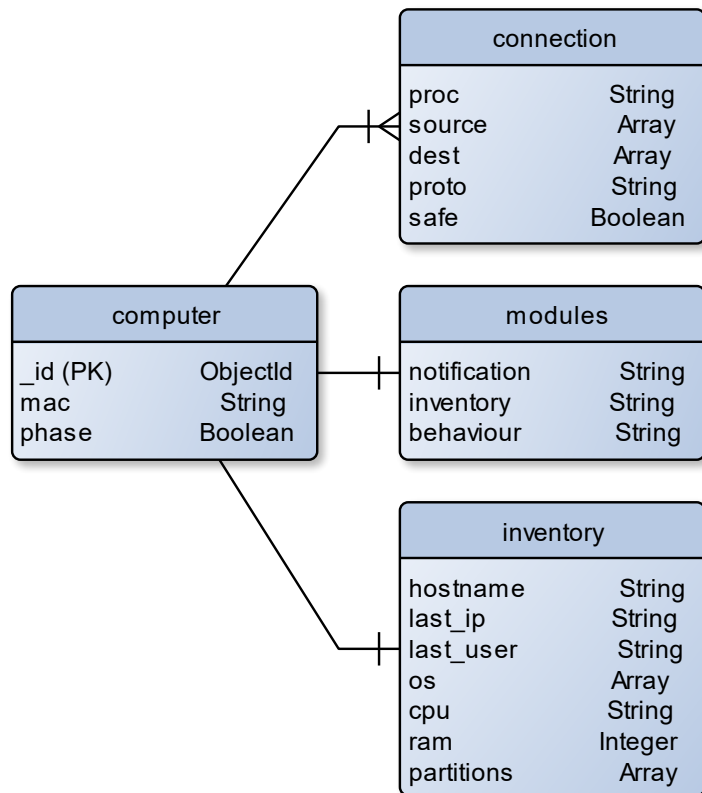 connection
proc String
source Array
dest Array
proto String
safe Boolean
computer
_id (PK) ObjectId
mac String
phase Boolean
modules
notification String
inventory String
behaviour String
inventory
hostname String
last_ip String
last_user String
os Array
cpu String
ram Integer
partitions Array